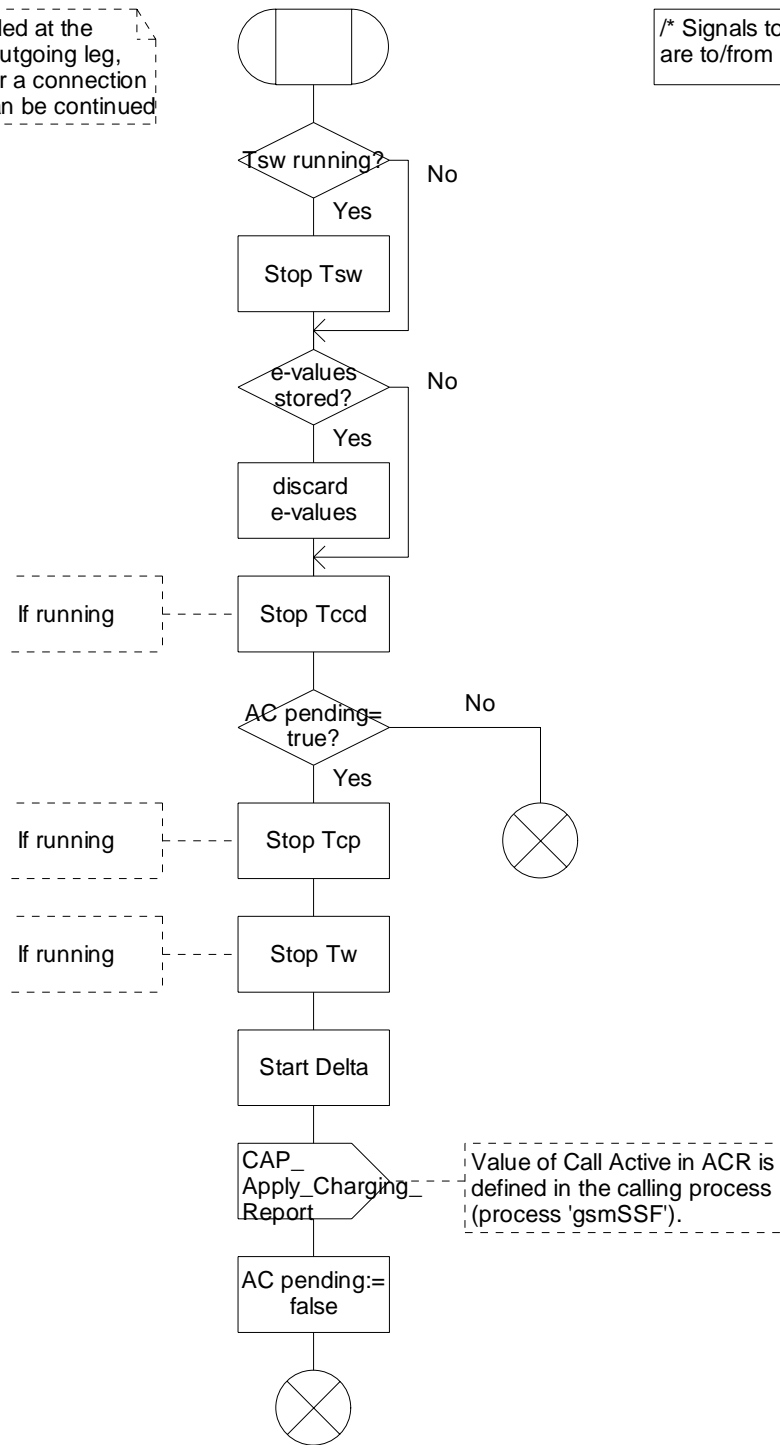 utgoing leg,
r a connection
n be continued
/* Signals to
are to/from
Tsw running?
No
Yes
Stop Tsw
e-values
stored?
No
Yes
discard
e-values
If running
Stop Tccd
AC pending=
true?
No
Yes
If running
Stop Tcp
If running
Stop Tw
Start Delta
CAP_
Apply_Charging_
Report
Value of Call Active in ACR is
defined in the calling process
(process 'gsmSSF').
AC pending:=
false